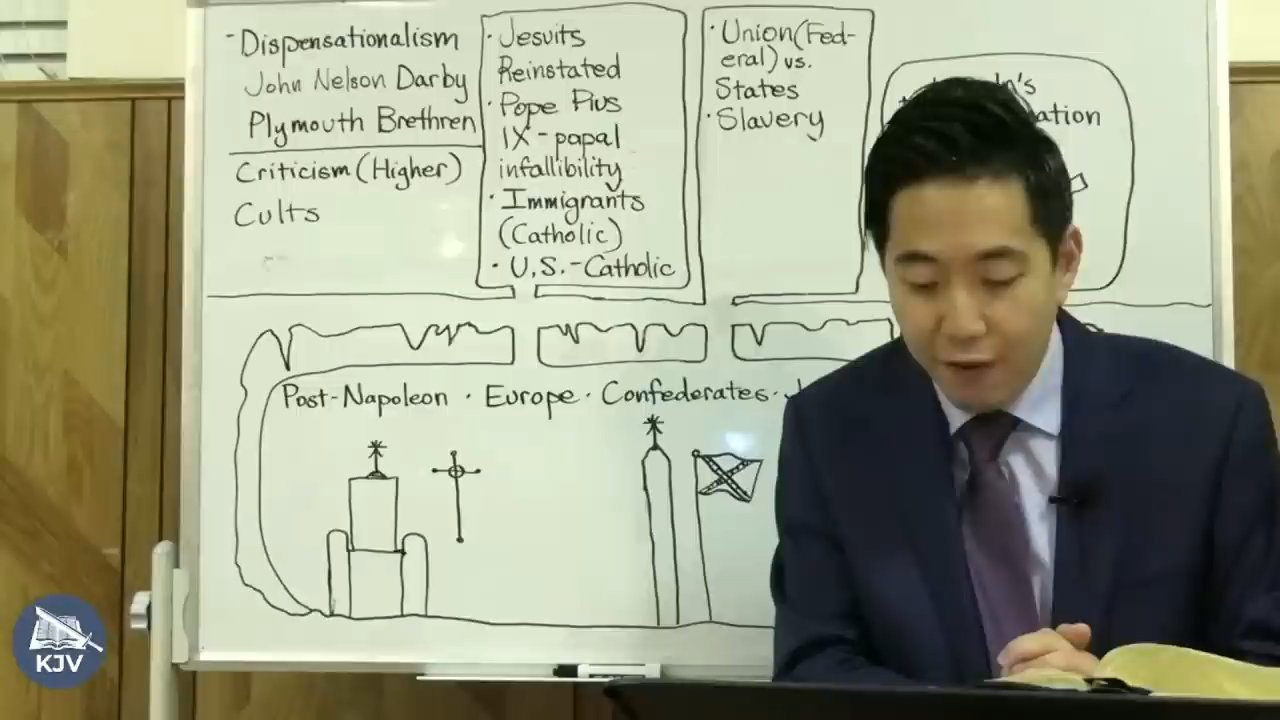 - Dispensationalism
John Nelson Darby
Plymouth Brethren
Criticism (Higher)
Cults
· Jesuits
Reinstated
· Pope Pius
IX - papal
infallibility
· Immigrants
(Catholic)
· U.S. - Catholic
· Union (Fed-
eral) vs.
States
· Slavery
n's
ation
Post-Napoleon · Europe · Confederates ·
KJV